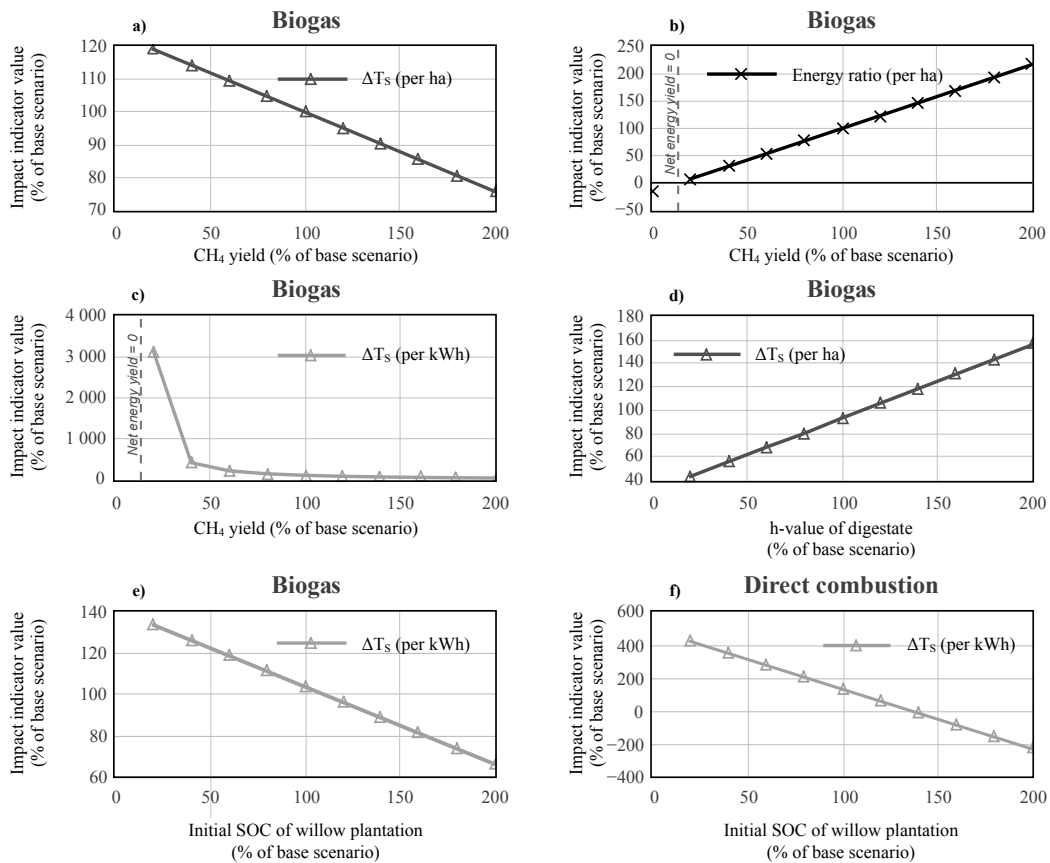 a)
Biogas
Impact indicator value
(% of base scenario)
120
110
100
90
80
70
ΔTS (per ha)
0
50
100
150
200
CH4 yield (% of base scenario)
b)
Biogas
Impact indicator value
(% of base scenario)
250
200
150
100
50
0
−50
Net energy yield = 0
Energy ratio (per ha)
0
50
100
150
200
CH4 yield (% of base scenario)
c)
Biogas
Impact indicator value
(% of base scenario)
4 000
3 000
2 000
1 000
0
Net energy yield = 0
ΔTS (per kWh)
0
50
100
150
200
CH4 yield (% of base scenario)
d)
Biogas
Impact indicator value
(% of base scenario)
180
160
140
120
100
80
60
40
ΔTS (per ha)
0
50
100
150
200
h-value of digestate
(% of base scenario)
e)
Biogas
Impact indicator value
(% of base scenario)
140
120
100
80
60
ΔTS (per kWh)
0
50
100
150
200
Initial SOC of willow plantation
(% of base scenario)
f)
Direct combustion
Impact indicator value
(% of base scenario)
600
400
200
0
−200
−400
ΔTS (per kWh)
0
50
100
150
200
Initial SOC of willow plantation
(% of base scenario)